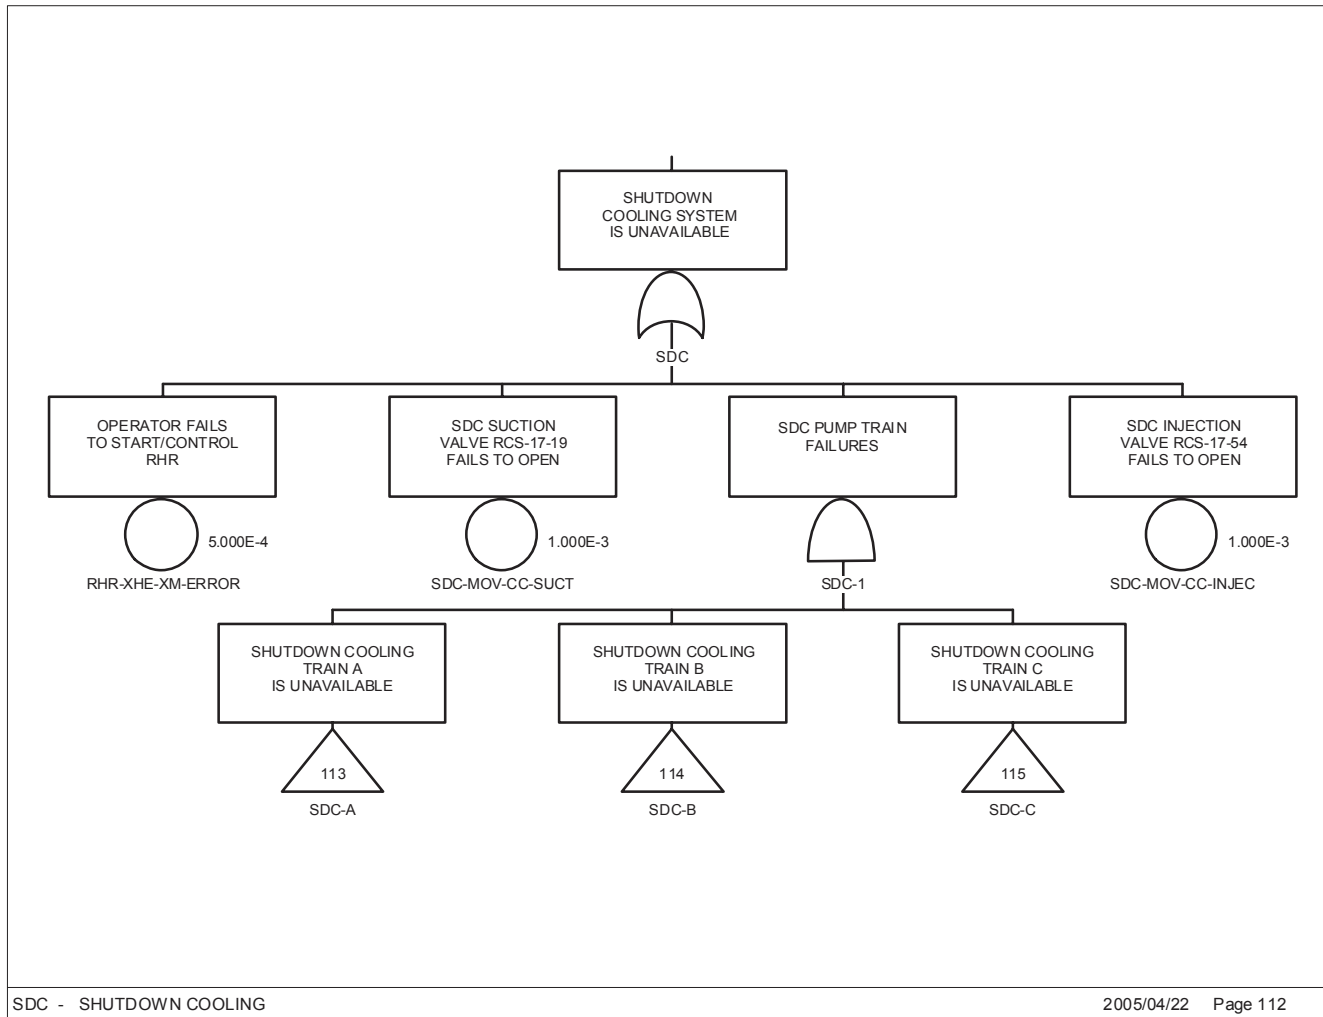 SHUTDOWN
COOLING SYSTEM
IS UNAVAILABLE
SDC
OPERATOR FAILS
TO START/CONTROL
RHR
5.000E-4
RHR-XHE-XM-ERROR
SDC SUCTION
VALVE RCS-17-19
FAILS TO OPEN
1.000E-3
SDC-MOV-CC-SUCT
SDC PUMP TRAIN
FAILURES
SDC-1
SDC INJECTION
VALVE RCS-17-54
FAILS TO OPEN
1.000E-3
SDC-MOV-CC-INJEC
SHUTDOWN COOLING
TRAIN A
IS UNAVAILABLE
113
SDC-A
SHUTDOWN COOLING
TRAIN B
IS UNAVAILABLE
114
SDC-B
SHUTDOWN COOLING
TRAIN C
IS UNAVAILABLE
115
SDC-C
SDC - SHUTDOWN COOLING
2005/04/22 Page 112